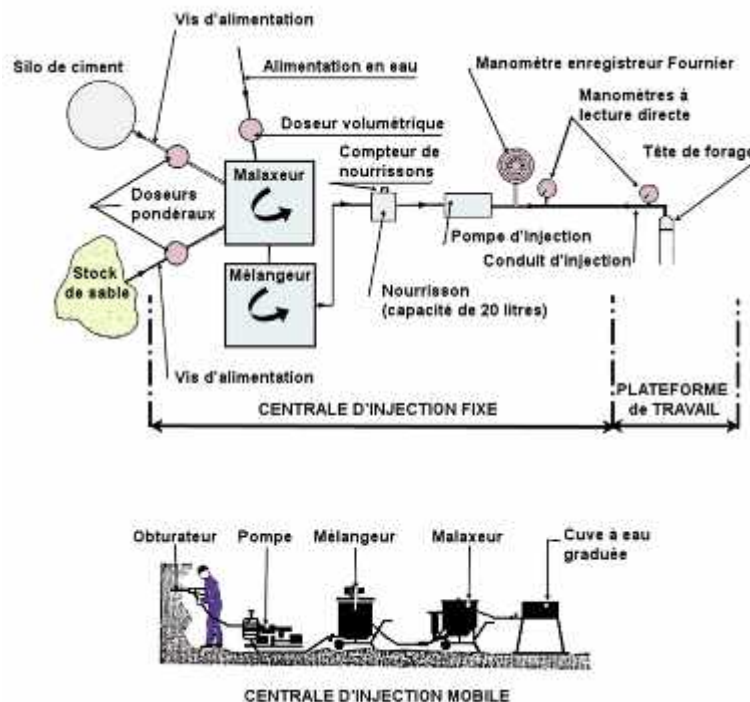 Vis d'alimentation
Silo de ciment
Alimentation en eau
Manomètre enregistreur Fournier
Manomètres à
lecture directe
Doseur volumétrique
Tête de forage
Compteur de
nourrissons
Malaxeur
Doseurs
pondéraux
Pompe d'injection
Conduit d'injection
Mélangeur
Stock
de sable
Nourrisson
(capacité de 20 litres)
Vis d'alimentation
CENTRALE D'INJECTION FIXE
PLATEFORME
de TRAVAIL
Obturateur
Pompe
Mélangeur
Malaxeur
Cuve à eau
graduée
CENTRALE D'INJECTION MOBILE